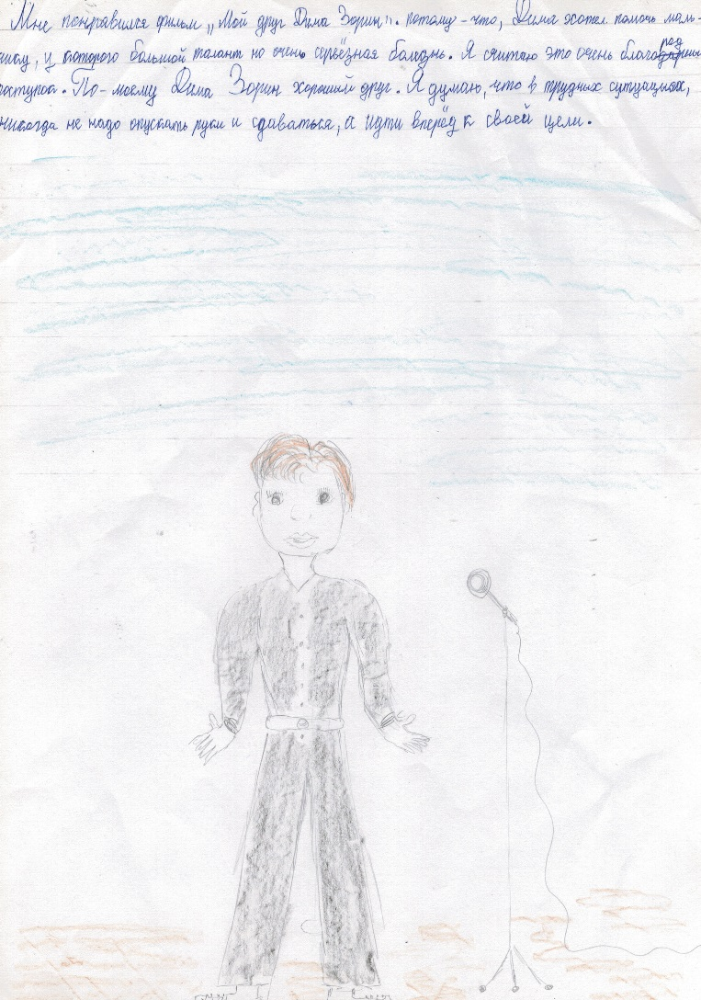 Мне понравился фильм „Мой друг Дима Зорин". потому-что, Дима хотел помочь маль-
чику, у которого большой талант но очень серьёзная болезнь. Я считаю это очень благород
поступок. По-моему Дима Зорин хороший друг. Я думаю, что в трудных ситуациях,
никогда не надо опускать руки и сдаваться, а идти вперёд к своей цели.